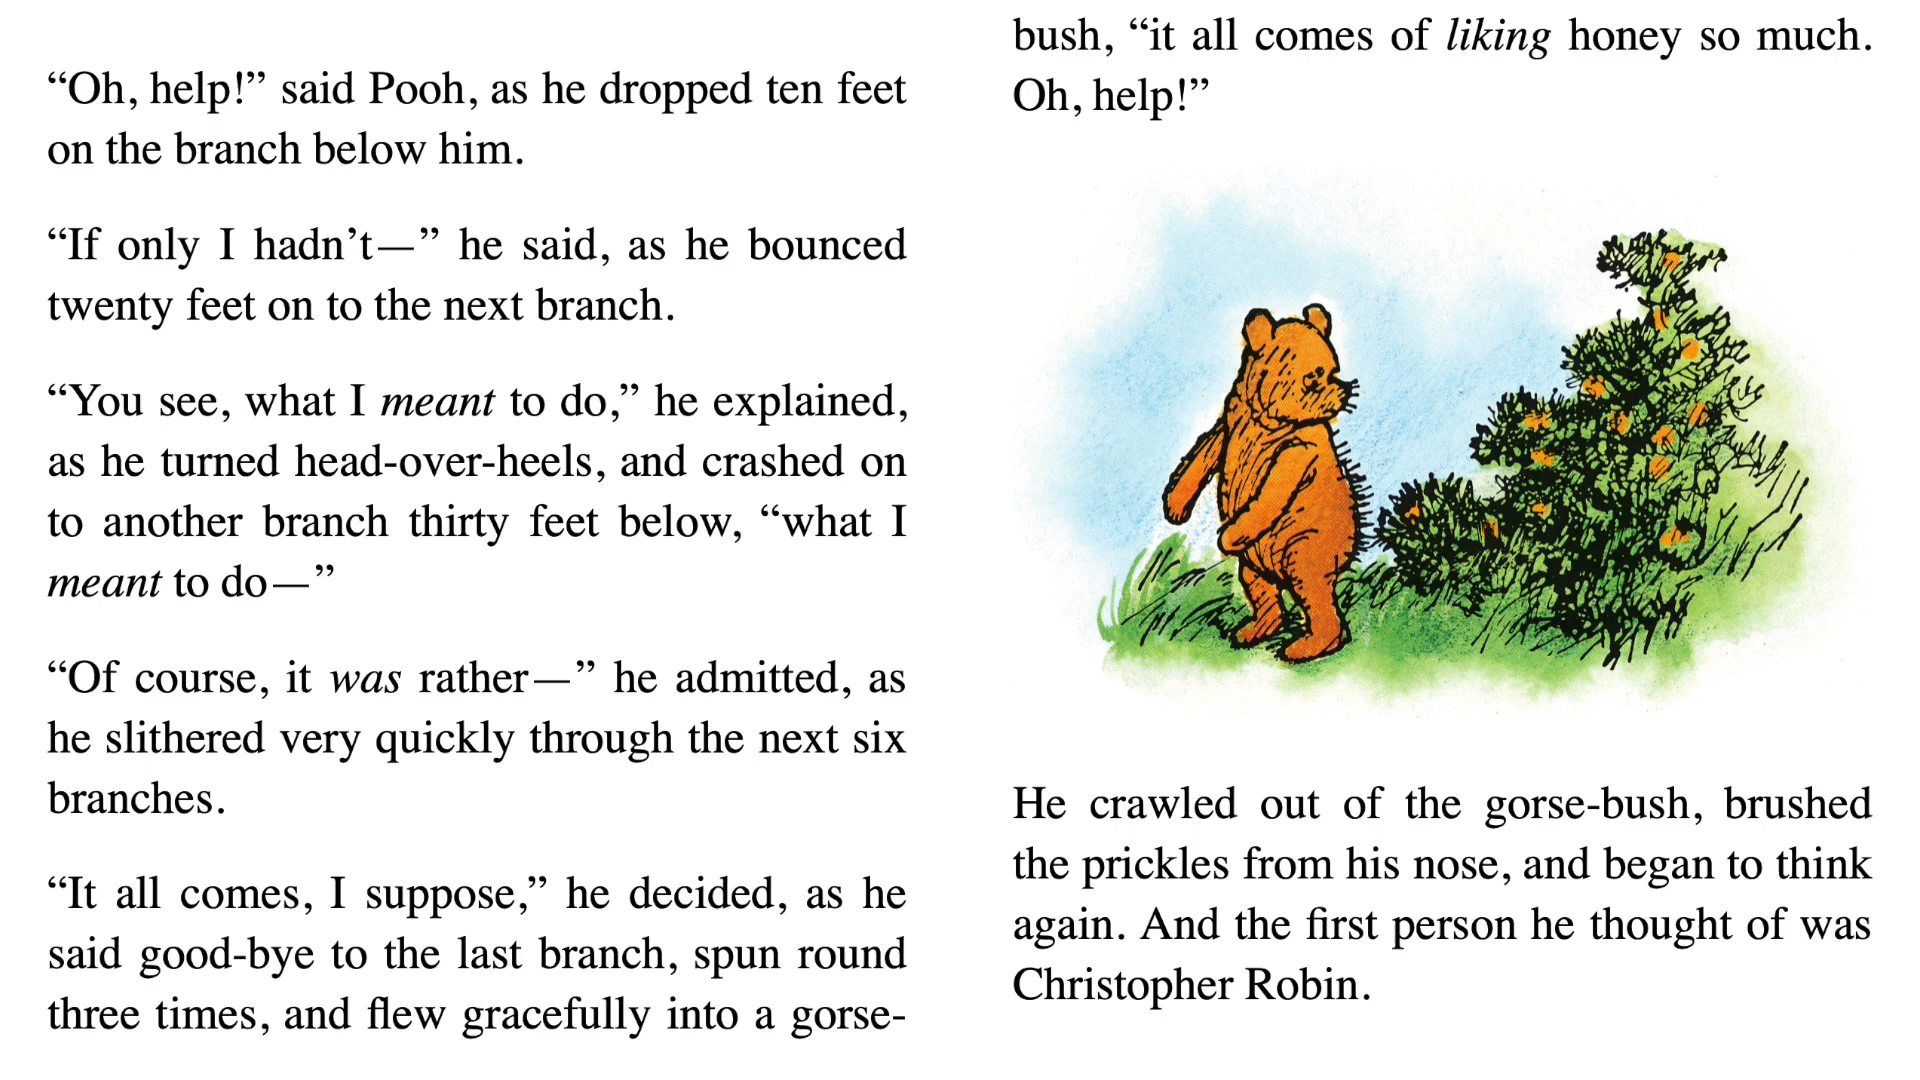 “Oh, help!” said Pooh, as he dropped ten feet
on the branch below him.
“If only I hadn’t—” he said, as he bounced
twenty feet on to the next branch.
“You see, what I meant to do,” he explained,
as he turned head-over-heels, and crashed on
to another branch thirty feet below, “what I
meant to do—”
“Of course, it was rather—” he admitted, as
he slithered very quickly through the next six
branches.
“It all comes, I suppose,” he decided, as he
said good-bye to the last branch, spun round
three times, and flew gracefully into a gorse-
bush, “it all comes of liking honey so much.
Oh, help!”
He crawled out of the gorse-bush, brushed
the prickles from his nose, and began to think
again. And the first person he thought of was
Christopher Robin.